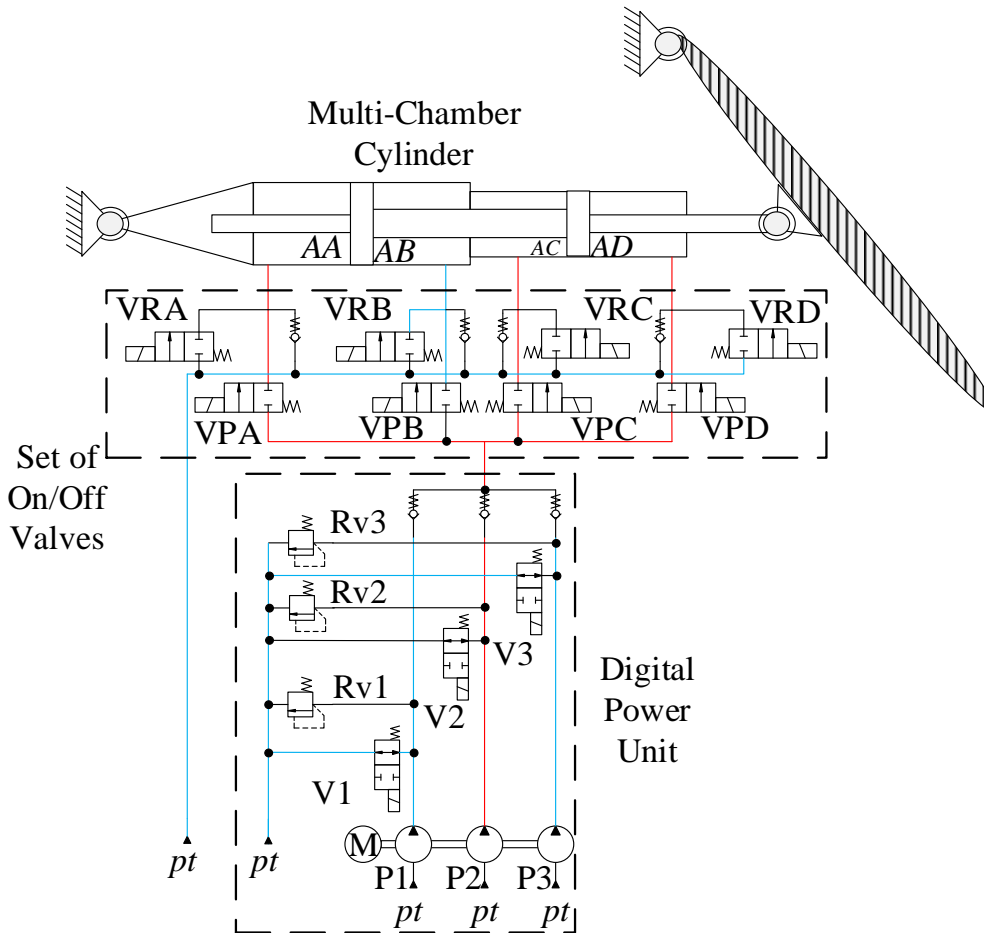 Multi-Chamber
Cylinder
AA
AB
AC
AD
VRA
VRB
VRC
VRD
VPA
VPB
VPC
VPD
Set of
On/Off
Valves
Rv3
Rv2
V3
Rv1
V2
V1
Digital
Power
Unit
M
P1
P2
P3
pt
pt
pt
pt
pt